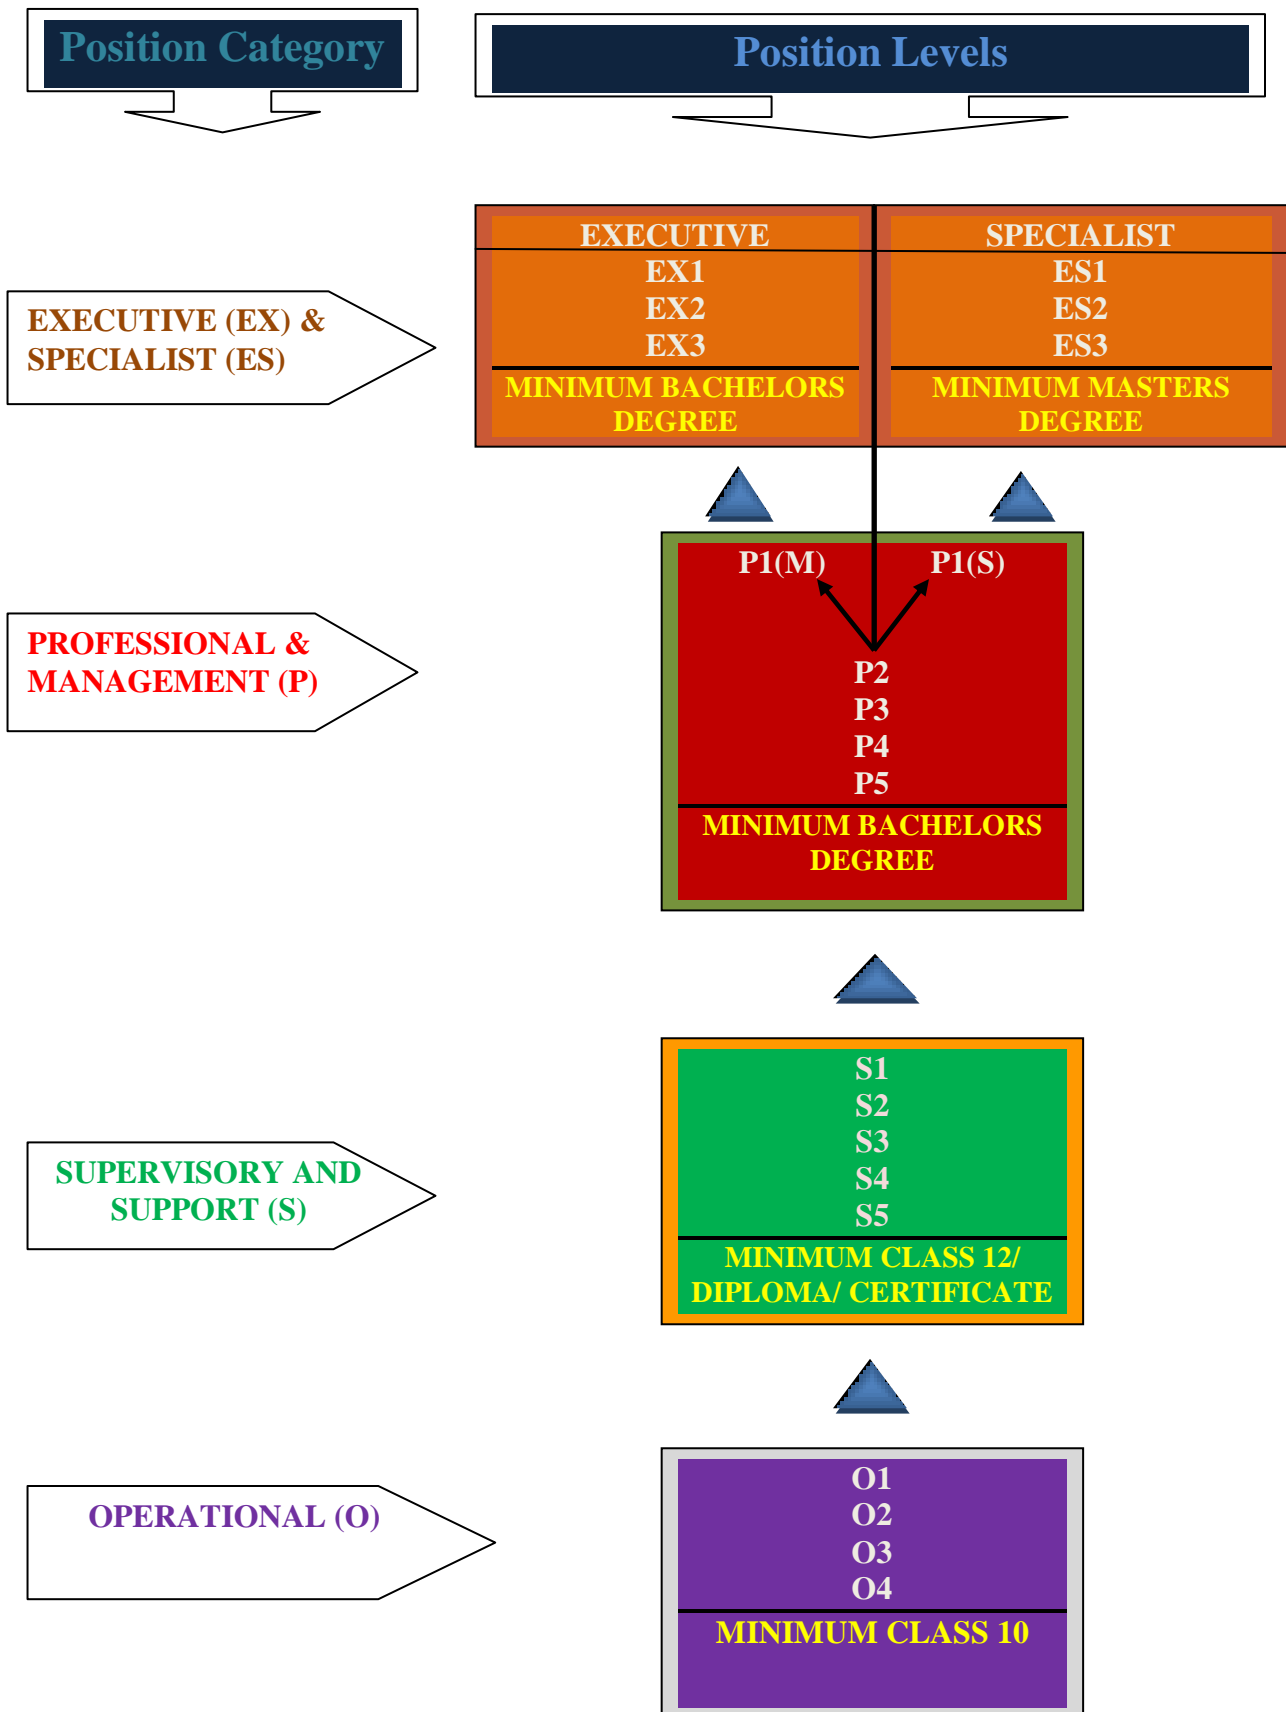 Position Category
Position Levels
EXECUTIVE (EX) &
SPECIALIST (ES)
EXECUTIVE
EX1
EX2
EX3
MINIMUM BACHELORS
DEGREE
SPECIALIST
ES1
ES2
ES3
MINIMUM MASTERS
DEGREE
PROFESSIONAL &
MANAGEMENT (P)
P1(M) P1(S)
P2
P3
P4
P5
MINIMUM BACHELORS
DEGREE
SUPERVISORY AND
SUPPORT (S)
S1
S2
S3
S4
S5
MINIMUM CLASS 12/
DIPLOMA/ CERTIFICATE
OPERATIONAL (O)
O1
O2
O3
O4
MINIMUM CLASS 10